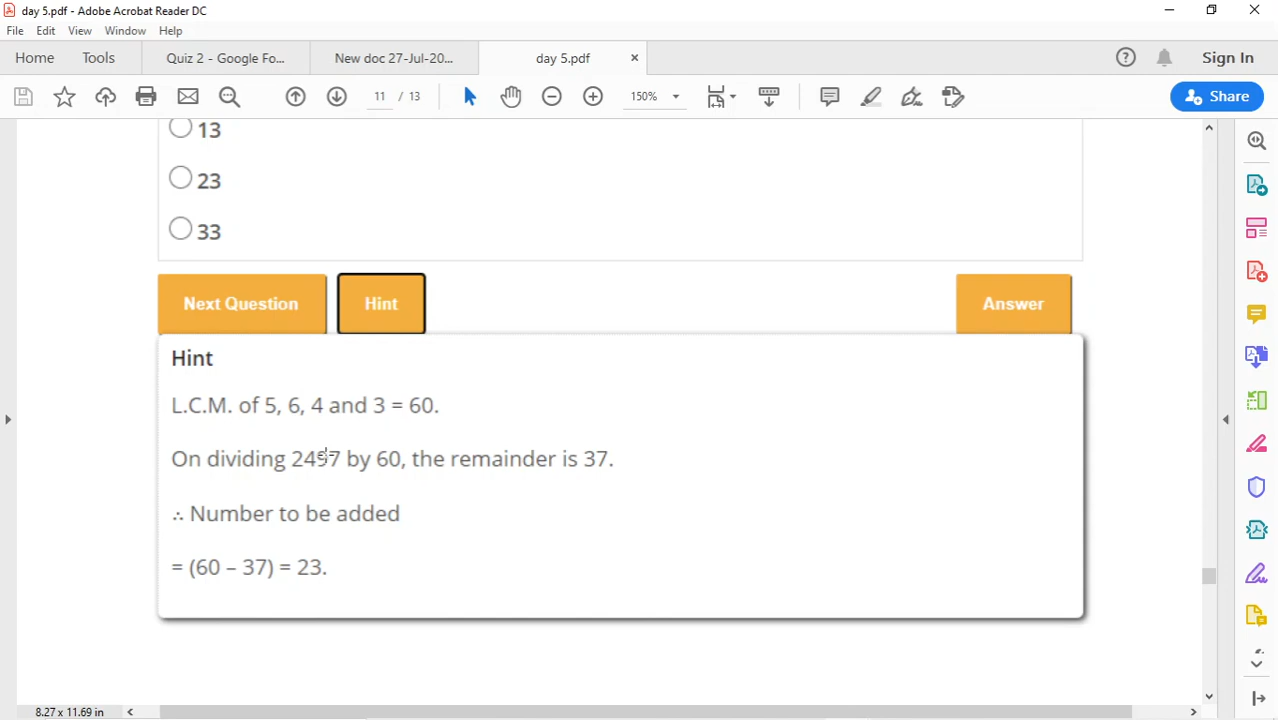 day 5.pdf - Adobe Acrobat Reader DC
File Edit View Window Help
Home Tools Quiz 2 - Google Fo... New doc 27-Jul-20... day 5.pdf × ? Sign In
11 / 13 150% Share
13
23
33
Next Question Hint Answer
Hint
L.C.M. of 5, 6, 4 and 3 = 60.
On dividing 2497 by 60, the remainder is 37.
∴ Number to be added
= (60 – 37) = 23.
8.27 x 11.69 in